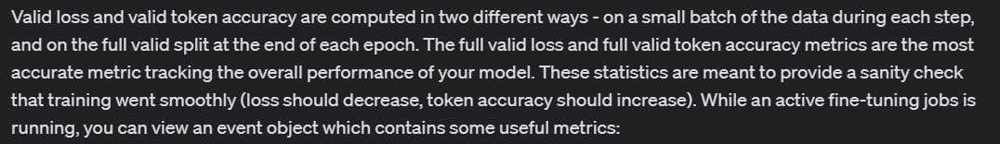 Valid loss and valid token accuracy are computed in two different ways - on a small batch of the data during each step,
and on the full valid split at the end of each epoch. The full valid loss and full valid token accuracy metrics are the most
accurate metric tracking the overall performance of your model. These statistics are meant to provide a sanity check
that training went smoothly (loss should decrease, token accuracy should increase). While an active fine-tuning jobs is
running, you can view an event object which contains some useful metrics: